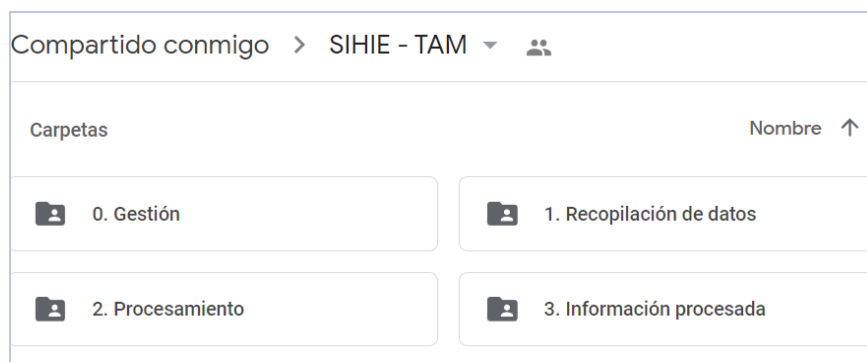 Compartido conmigo > SIHIE - TAM
Carpetas Nombre ↑
0. Gestión 1. Recopilación de datos
2. Procesamiento 3. Información procesada